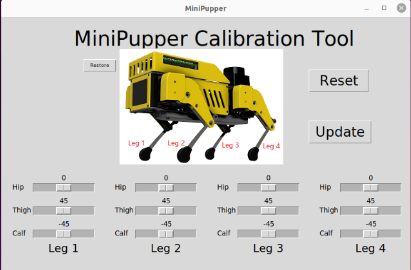 MiniPupper
MiniPupper Calibration Tool
Restore
Reset
Update
Leg 1 Leg 2 Leg 3 Leg 4
0 0 0 0
Hip Hip Hip Hip
45 45 45 45
Thigh Thigh Thigh Thigh
-45 -45 -45 -45
Calf Calf Calf Calf
Leg 1 Leg 2 Leg 3 Leg 4